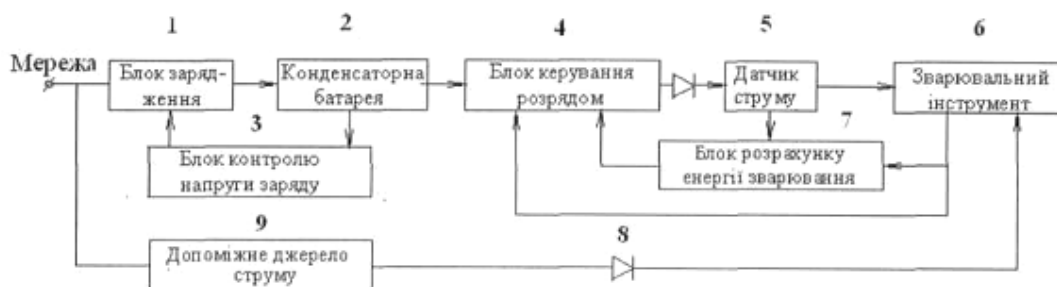 1
2
4
5
6
Мережа
Блок заряд-
ження
Конденсаторна
батарея
Блок керування
розрядом
Датчик
струму
Зварювальний
інструмент
3
7
Блок контролю
напруги заряду
Блок розрахунку
енергії зварювання
9
8
Допоміжне джерело
струму